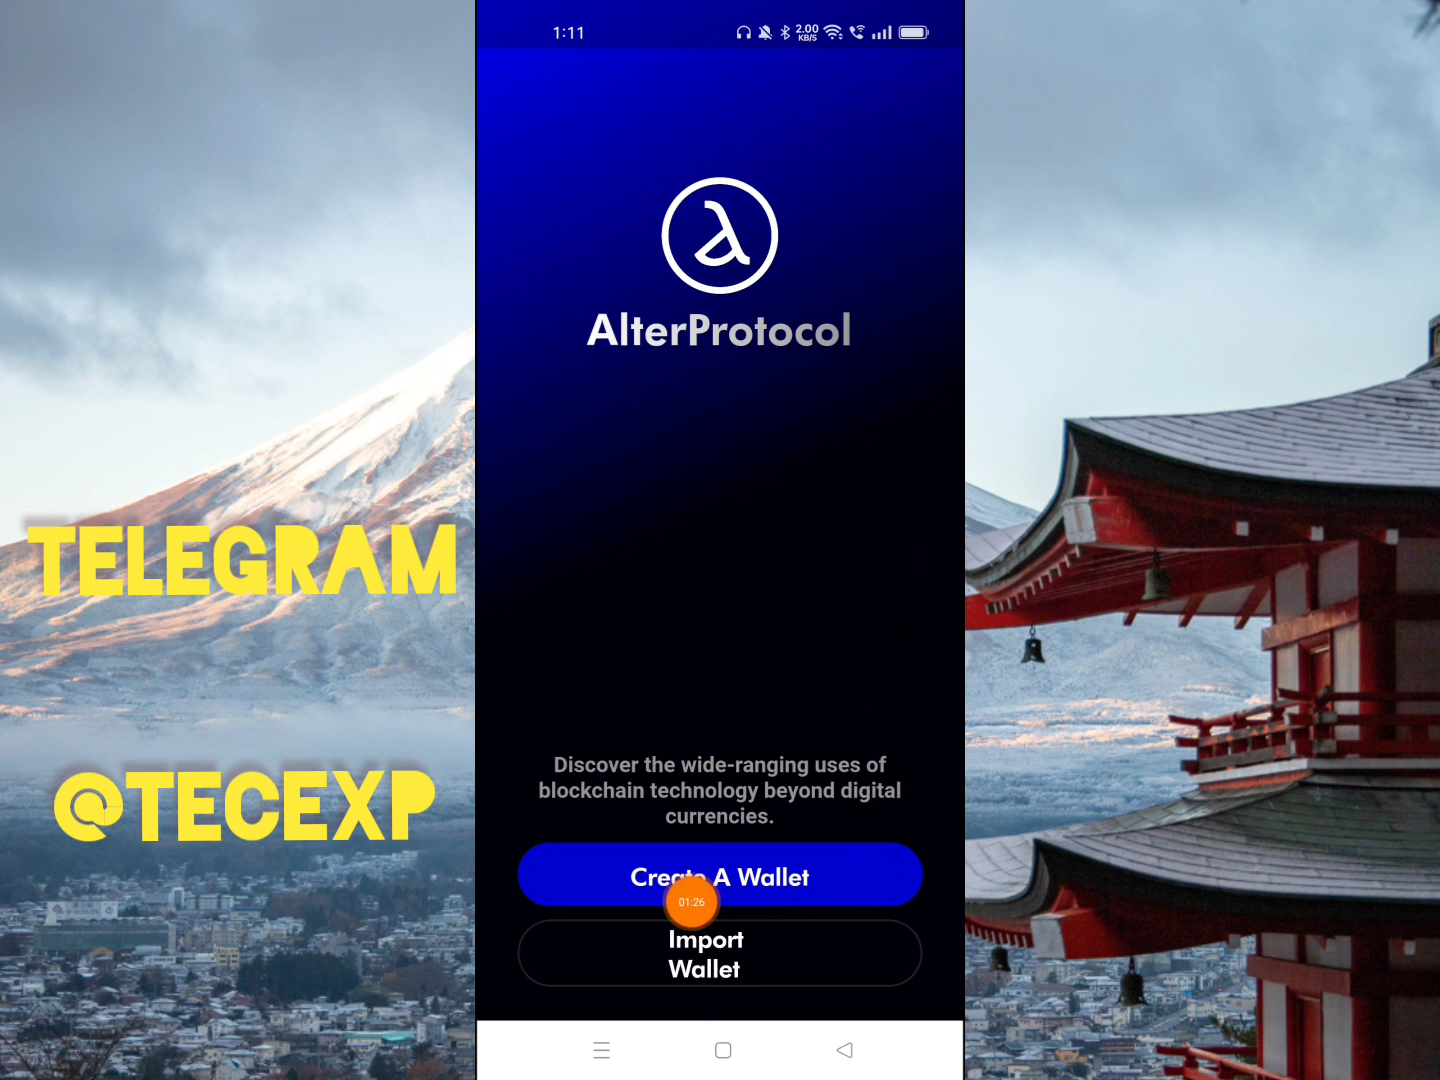 1:11
2.00
KB/S
AlterProtocol
TELEGRAM
@TECEXP
Discover the wide-ranging uses of
blockchain technology beyond digital
currencies.
Create A Wallet
01:26
Import
Wallet